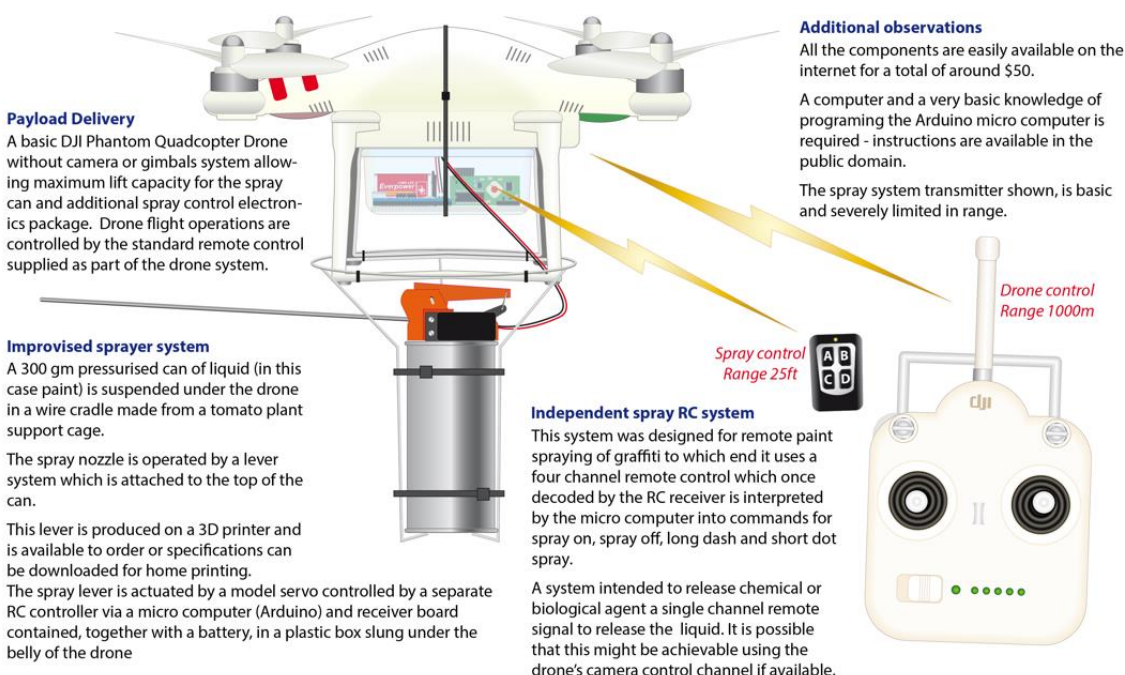 Additional observations
All the components are easily available on the
internet for a total of around $50.
A computer and a very basic knowledge of
programing the Arduino micro computer is
required - instructions are available in the
public domain.
The spray system transmitter shown, is basic
and severely limited in range.
Payload Delivery
A basic DJI Phantom Quadcopter Drone
without camera or gimbals system allow-
ing maximum lift capacity for the spray
can and additional spray control electron-
ics package. Drone flight operations are
controlled by the standard remote control
supplied as part of the drone system.
Everpower
Drone control
Range 1000m
Improvised sprayer system
A 300 gm pressurised can of liquid (in this
case paint) is suspended under the drone
in a wire cradle made from a tomato plant
support cage.
The spray nozzle is operated by a lever
system which is attached to the top of the
can.
This lever is produced on a 3D printer and
is available to order or specifications can
be downloaded for home printing.
The spray lever is actuated by a model servo controlled by a separate
RC controller via a micro computer (Arduino) and receiver board
contained, together with a battery, in a plastic box slung under the
belly of the drone
Spray control
Range 25ft
A B
C D
dji
Independent spray RC system
This system was designed for remote paint
spraying of graffiti to which end it uses a
four channel remote control which once
decoded by the RC receiver is interpreted
by the micro computer into commands for
spray on, spray off, long dash and short dot
spray.
A system intended to release chemical or
biological agent a single channel remote
signal to release the liquid. It is possible
that this might be achievable using the
drone's camera control channel if available.